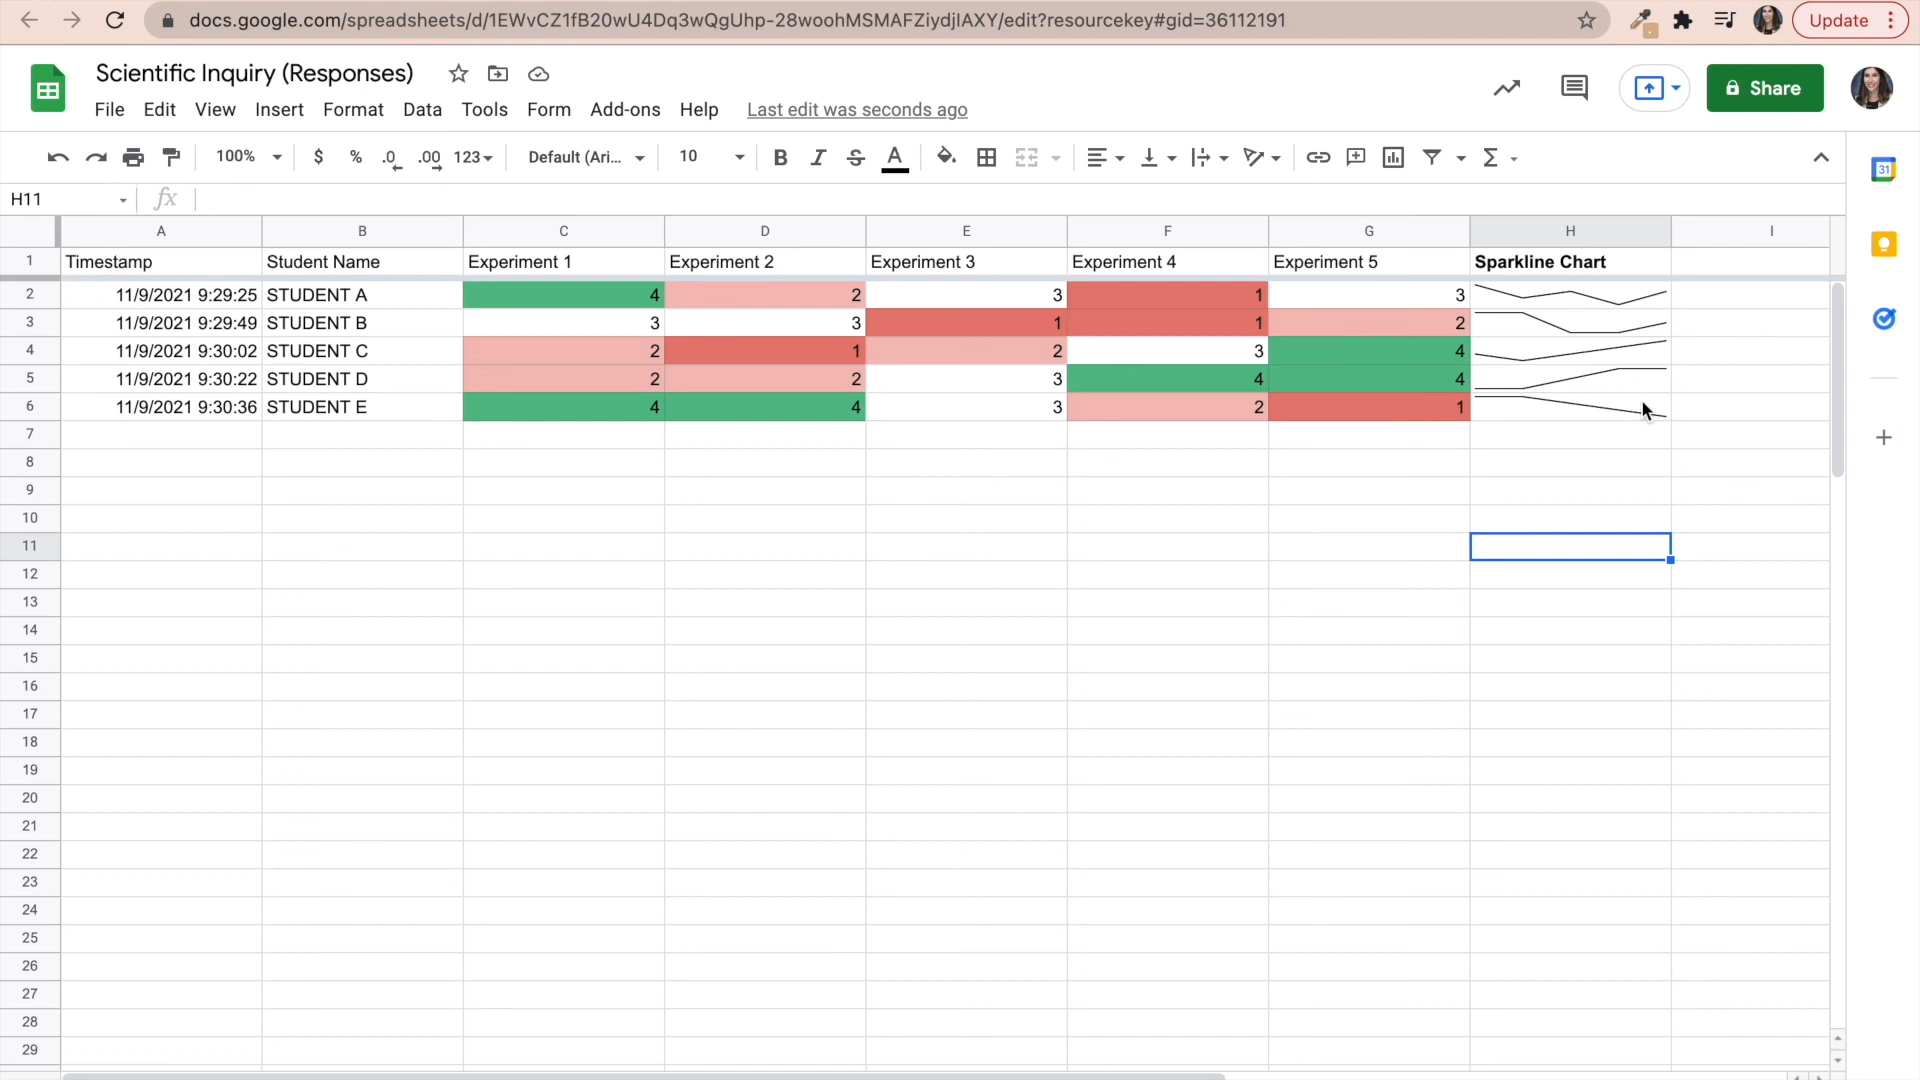 docs.google.com/spreadsheets/d/1EWvCZ1fB20wU4Dq3wQgUhp-28woohMSMAFZiydjlAXY/edit?resourcekey#gid=36112191
Update
Scientific Inquiry (Responses)
File Edit View Insert Format Data Tools Form Add-ons Help Last edit was seconds ago
Share
100% $ % .0 .00 123 Default (Ari... 10 B I S A Σ
31
H11 fx
A B C D E F G H I
1 Timestamp Student Name Experiment 1 Experiment 2 Experiment 3 Experiment 4 Experiment 5 Sparkline Chart
2 11/9/2021 9:29:25 STUDENT A 4 2 3 1 3
3 11/9/2021 9:29:49 STUDENT B 3 3 1 1 2
4 11/9/2021 9:30:02 STUDENT C 2 1 2 3 4
5 11/9/2021 9:30:22 STUDENT D 2 2 3 4 4
6 11/9/2021 9:30:36 STUDENT E 4 4 3 2 1
7
8
9
10
11
12
13
14
15
16
17
18
19
20
21
22
23
24
25
26
27
28
29